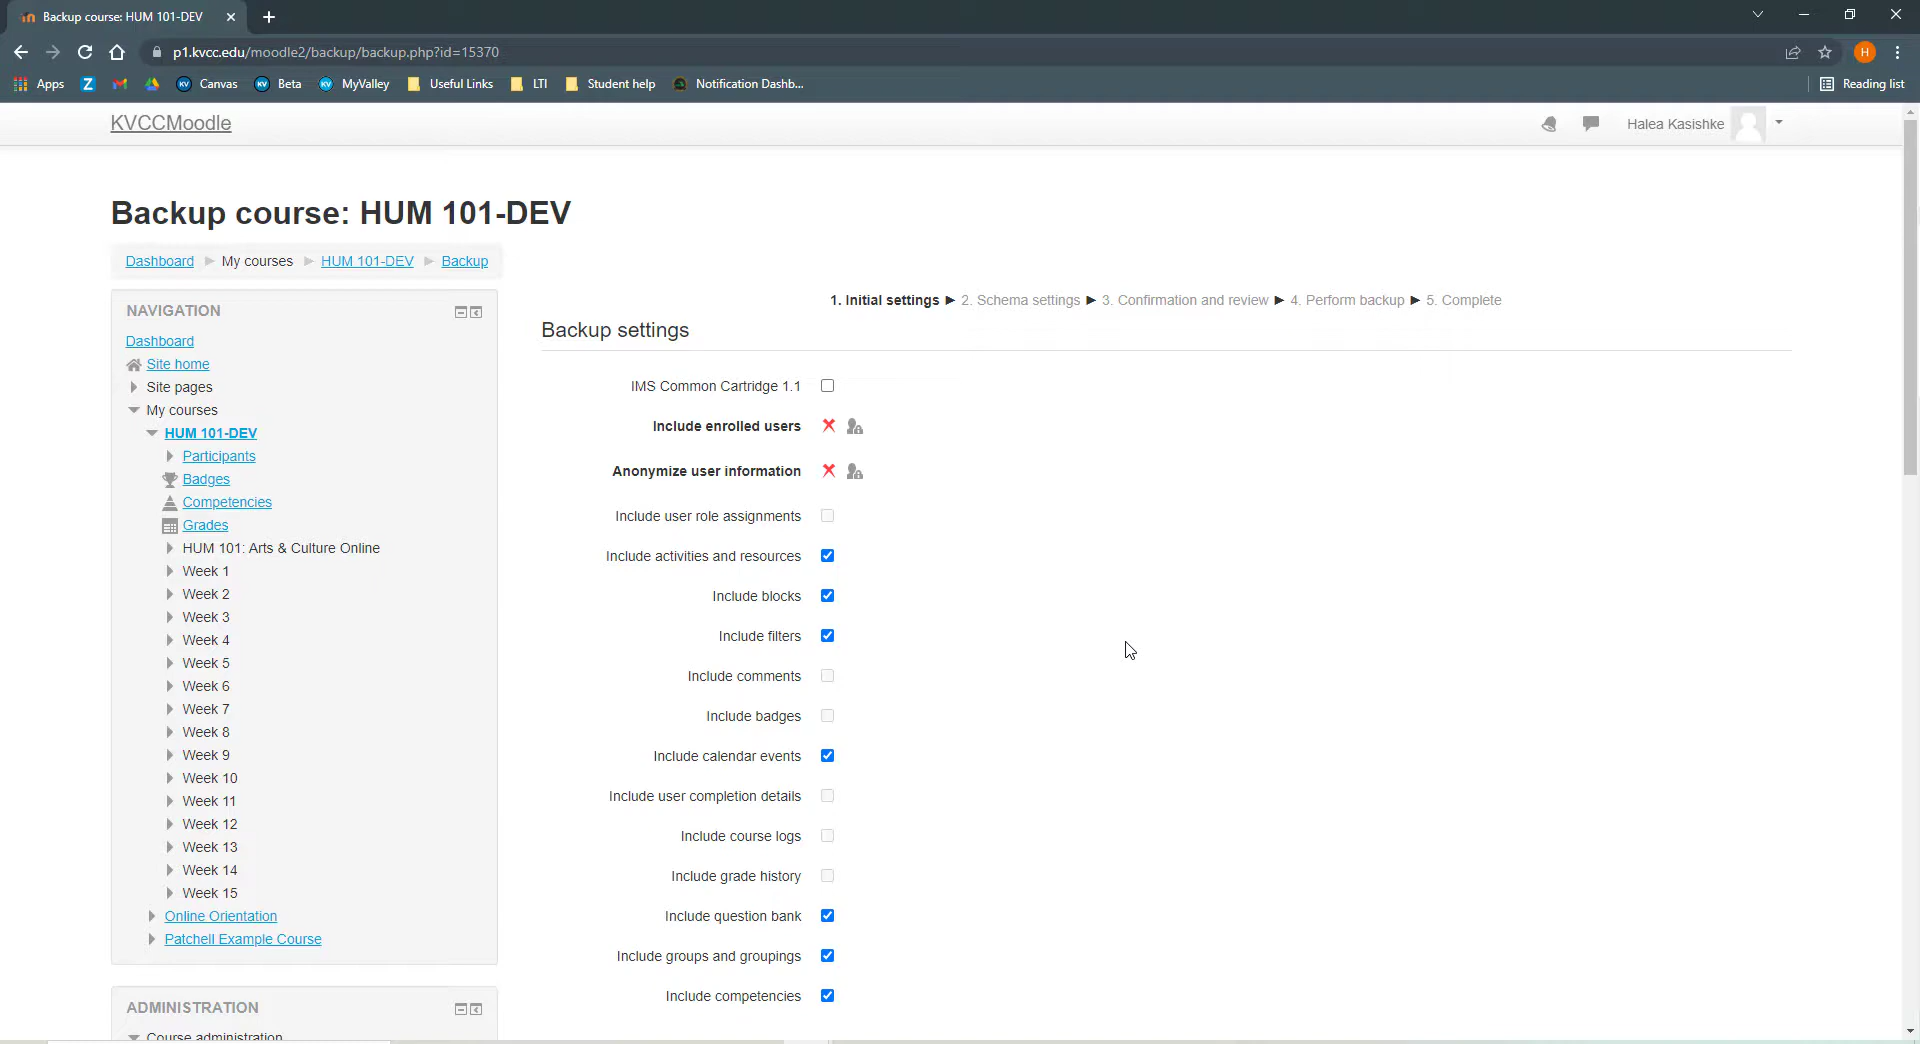 Backup course: HUM 101-DEV
p1.kvcc.edu/moodle2/backup/backup.php?id=15370
Apps Z KV Canvas KV Beta KV MyValley Useful Links LTI Student help Notification Dashb... Reading list
H
KVCCMoodle
Halea Kasishke
Backup course: HUM 101-DEV
Dashboard My courses HUM 101-DEV Backup
NAVIGATION
Dashboard
Site home
Site pages
My courses
HUM 101-DEV
Participants
Badges
Competencies
Grades
HUM 101: Arts & Culture Online
Week 1
Week 2
Week 3
Week 4
Week 5
Week 6
Week 7
Week 8
Week 9
Week 10
Week 11
Week 12
Week 13
Week 14
Week 15
Online Orientation
Patchell Example Course
ADMINISTRATION
Course administration
1. Initial settings ► 2. Schema settings ► 3. Confirmation and review ► 4. Perform backup ► 5. Complete
Backup settings
IMS Common Cartridge 1.1
Include enrolled users
Anonymize user information
Include user role assignments
Include activities and resources
Include blocks
Include filters
Include comments
Include badges
Include calendar events
Include user completion details
Include course logs
Include grade history
Include question bank
Include groups and groupings
Include competencies